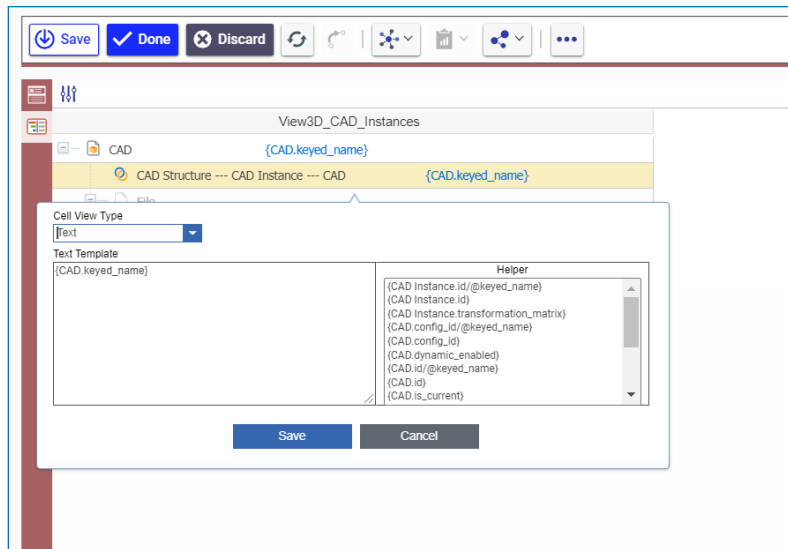 Save Done Discard
View3D_CAD_Instances
CAD {CAD.keyed_name}
CAD Structure --- CAD Instance --- CAD {CAD.keyed_name}
File
Cell View Type
Text
Text Template
{CAD.keyed_name}
Helper
{CAD Instance.id/@keyed_name}
{CAD Instance.id}
{CAD Instance.transformation_matrix}
{CAD.config_id/@keyed_name}
{CAD.config_id}
{CAD.dynamic_enabled}
{CAD.id/@keyed_name}
{CAD.id}
{CAD.is_current}
Save Cancel